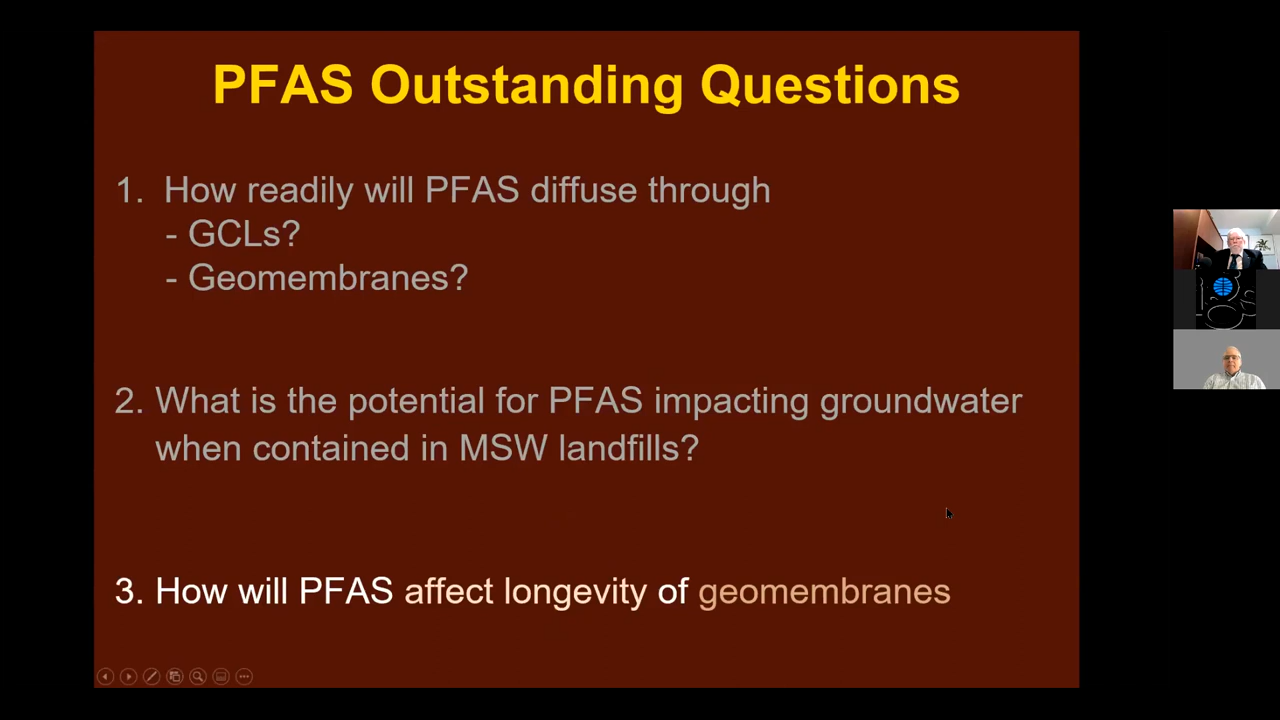 PFAS Outstanding Questions
1. How readily will PFAS diffuse through
- GCLs?
- Geomembranes?
2. What is the potential for PFAS impacting groundwater
when contained in MSW landfills?
3. How will PFAS affect longevity of geomembranes